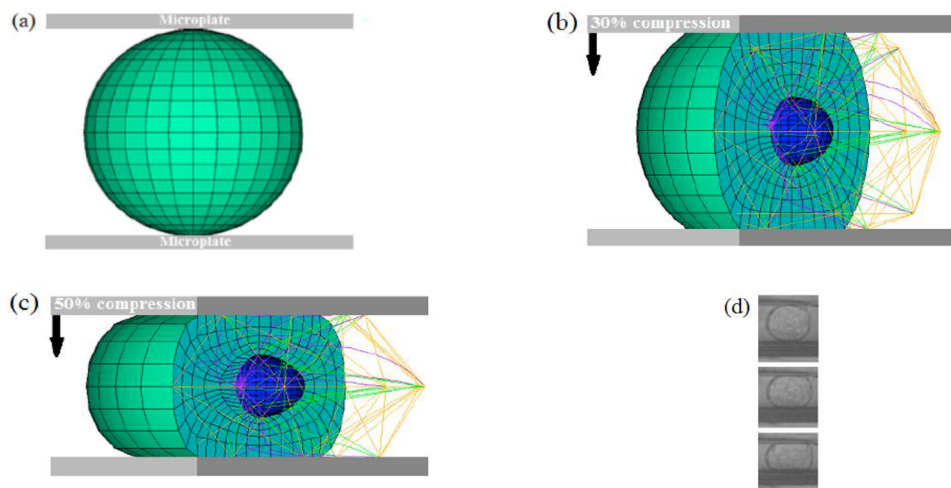 (a)
Microplate
Microplate
(b)
30% compression
(c)
50% compression
(d)